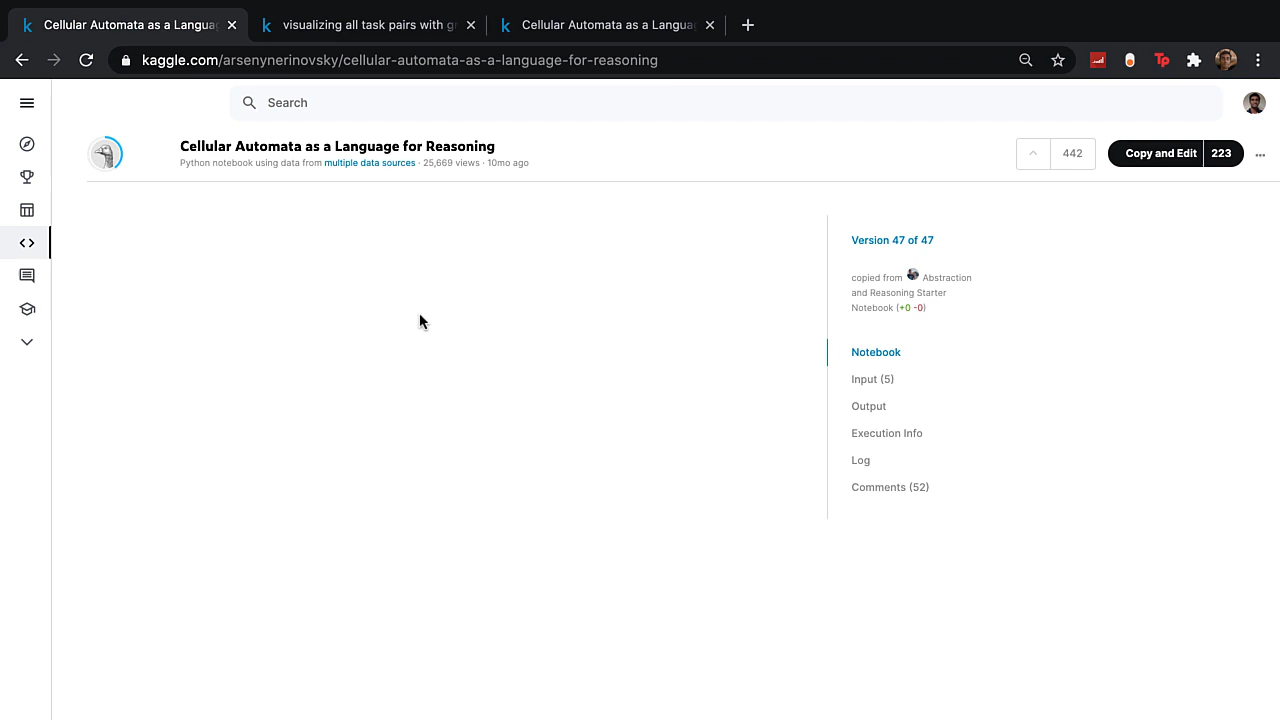 Cellular Automata as a Langua
visualizing all task pairs with gr
Cellular Automata as a Langua
kaggle.com/arsenynerinovsky/cellular-automata-as-a-language-for-reasoning
Tp
Search
Cellular Automata as a Language for Reasoning
Python notebook using data from multiple data sources · 25,669 views · 10mo ago
442
Copy and Edit
223
Version 47 of 47
copied from Abstraction
and Reasoning Starter
Notebook (+0 -0)
Notebook
Input (5)
Output
Execution Info
Log
Comments (52)